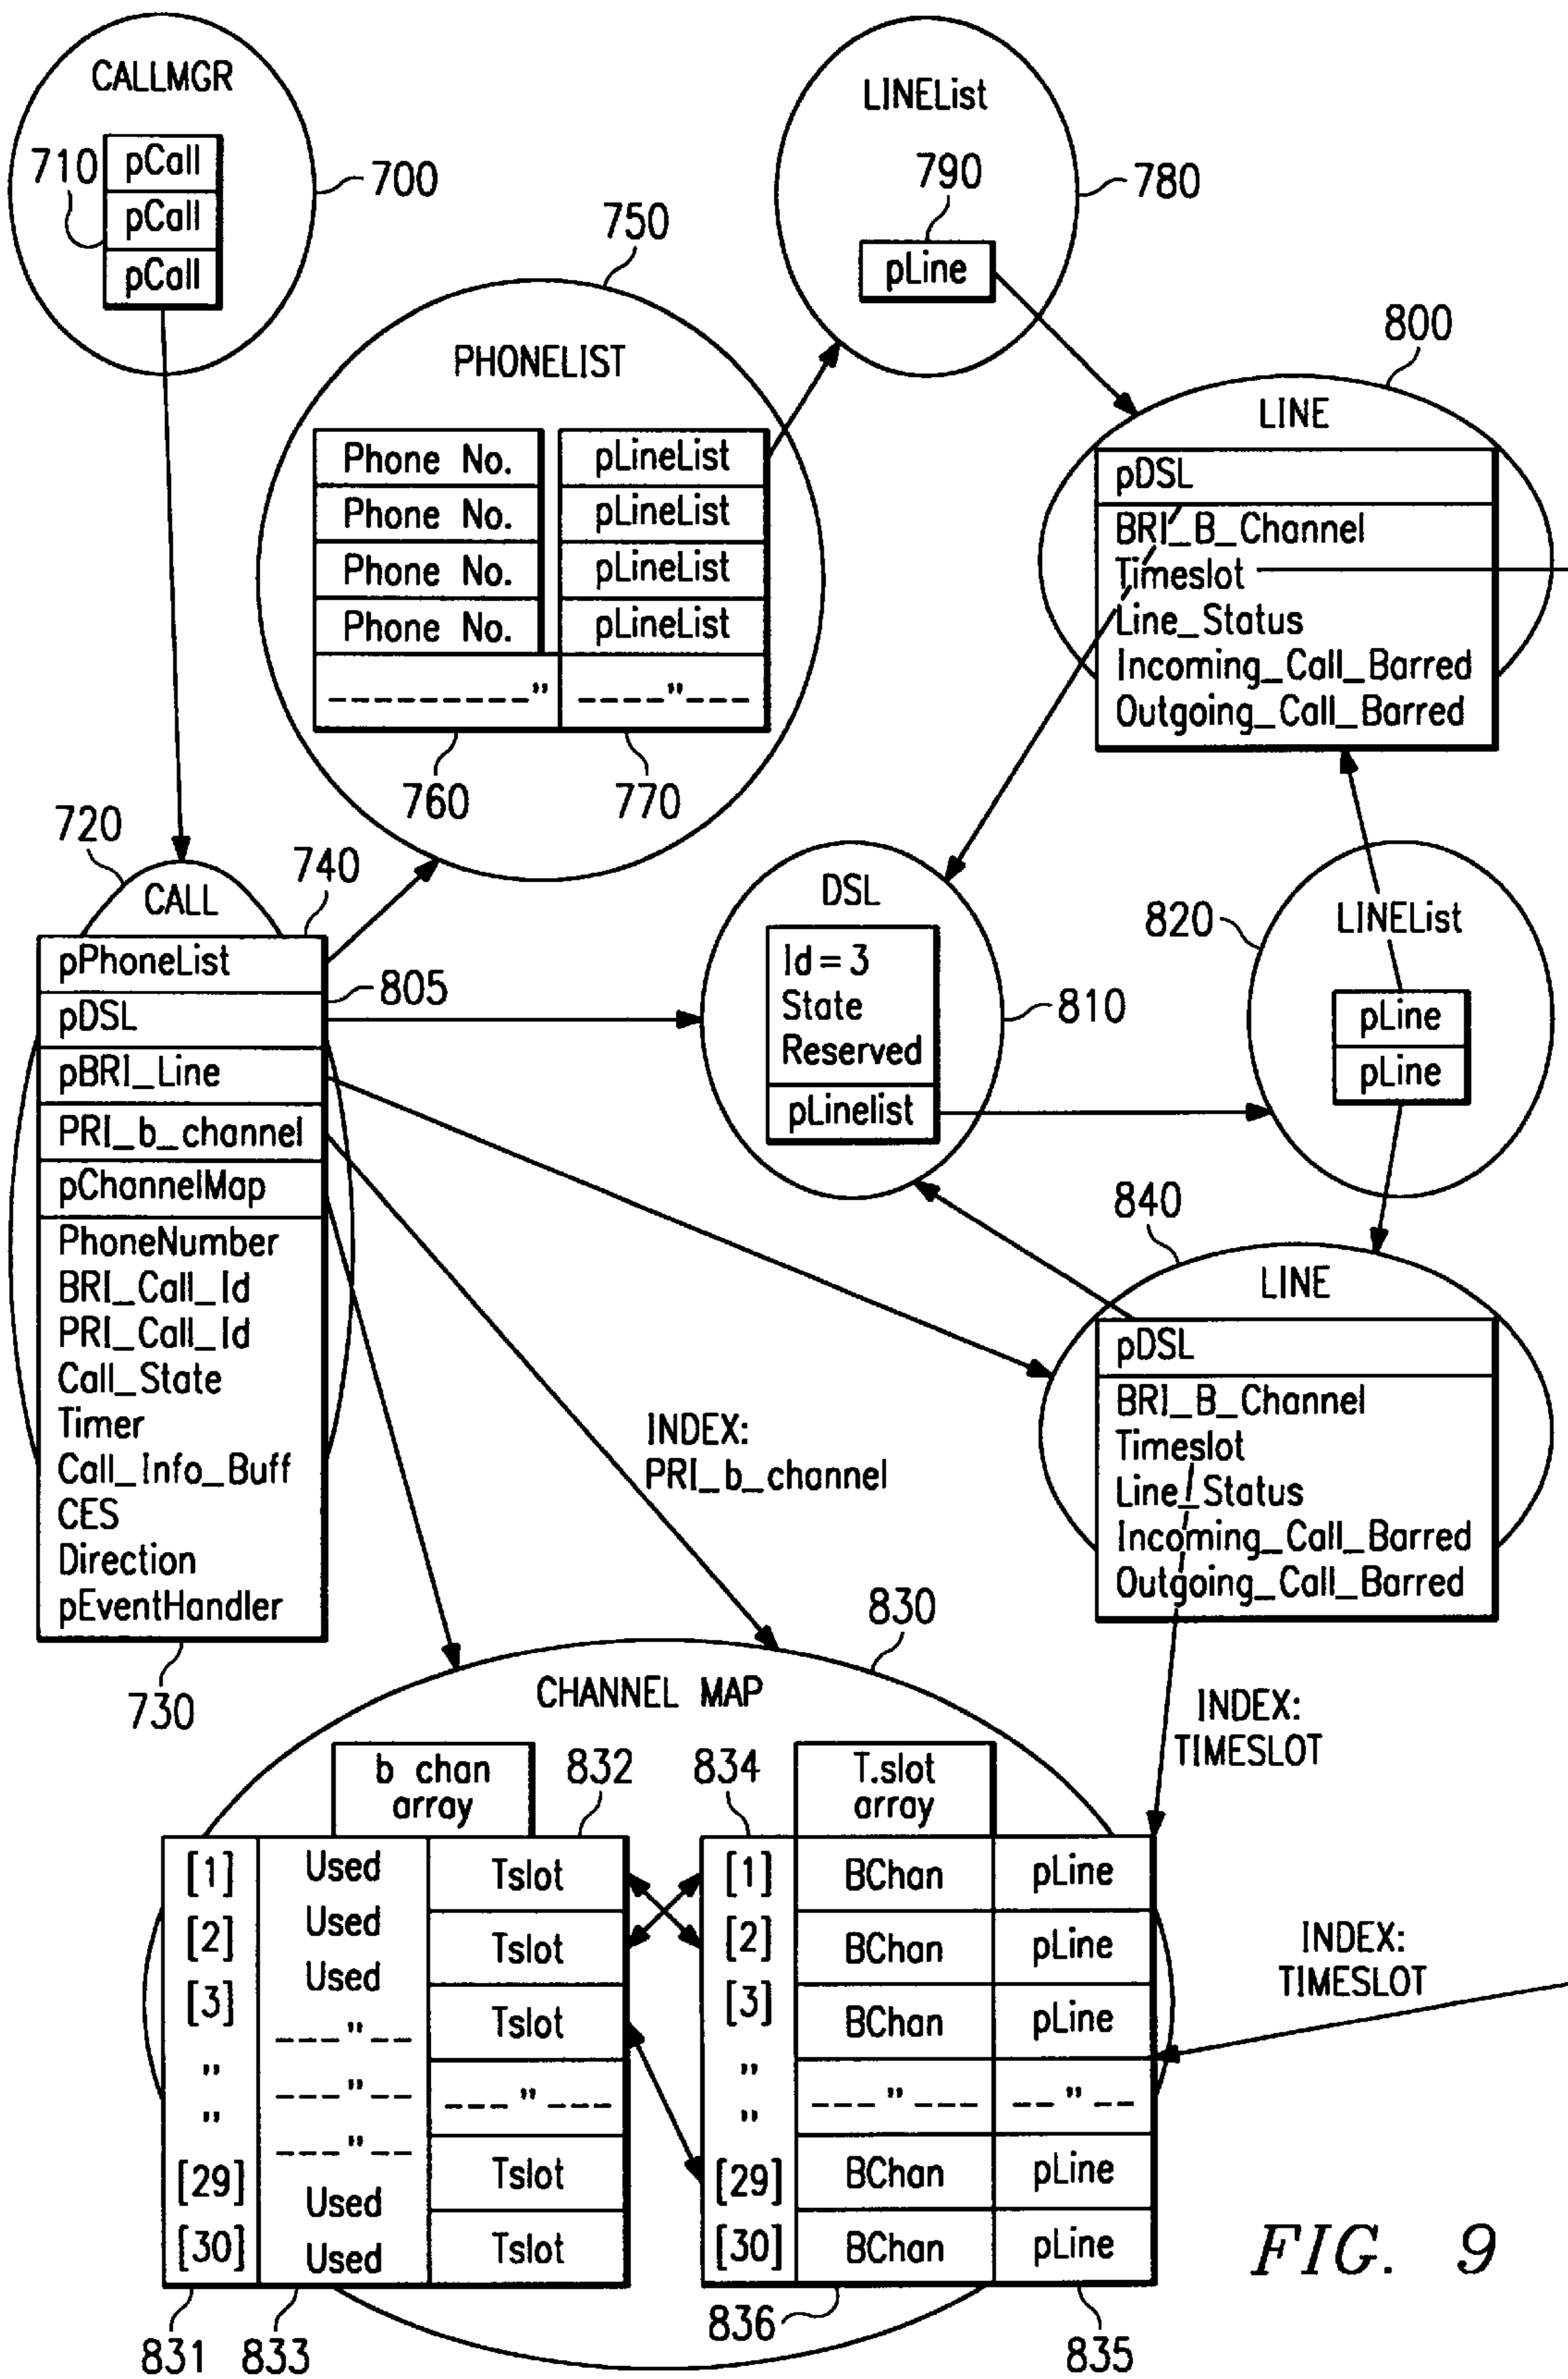 CALLMGR
710
pCall
pCall
pCall
700
LINEList
790
pLine
780
750
PHONELIST
Phone No. pLineList
Phone No. pLineList
Phone No. pLineList
Phone No. pLineList
----------" ----"---
760 770
800
LINE
pDSL
BRI_B_Channel
Timeslot
Line_Status
Incoming_Call_Barred
Outgoing_Call_Barred
720
CALL
740
pPhoneList
805
pDSL
pBRI_Line
PRI_b_channel
pChannelMap
PhoneNumber
BRI_Call_Id
PRI_Call_Id
Call_State
Timer
Call_Info_Buff
CES
Direction
pEventHandler
730
DSL
Id=3
State
Reserved
pLinelist
810
820
LINEList
pLine
pLine
840
LINE
pDSL
BRI_B_Channel
Timeslot
Line_Status
Incoming_Call_Barred
Outgoing_Call_Barred
INDEX:
PRI_b_channel
INDEX:
TIMESLOT
INDEX:
TIMESLOT
830
CHANNEL MAP
b chan
array
832
834
T.slot
array
[1] Used Tslot
[2] Used Tslot
[3] Used Tslot
" ---"-- ---"---
" ---"--
---"--
[29] Used Tslot
[30] Used Tslot
[1] BChan pLine
[2] BChan pLine
[3] BChan pLine
" ---"--- --"--
"
[29] BChan pLine
[30] BChan pLine
831 833
836
835
FIG. 9